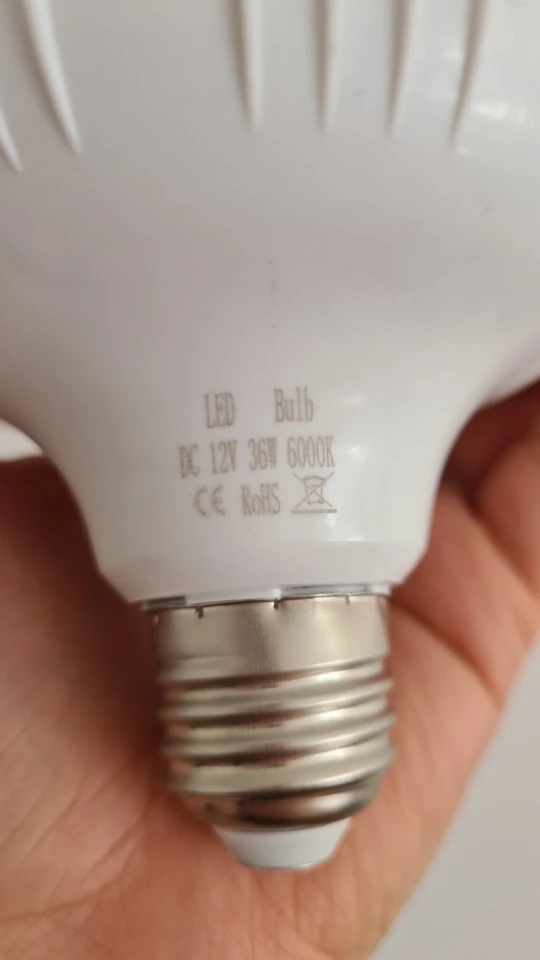 LED Bulb
DC 12V 36W 6000K
CE RoHS